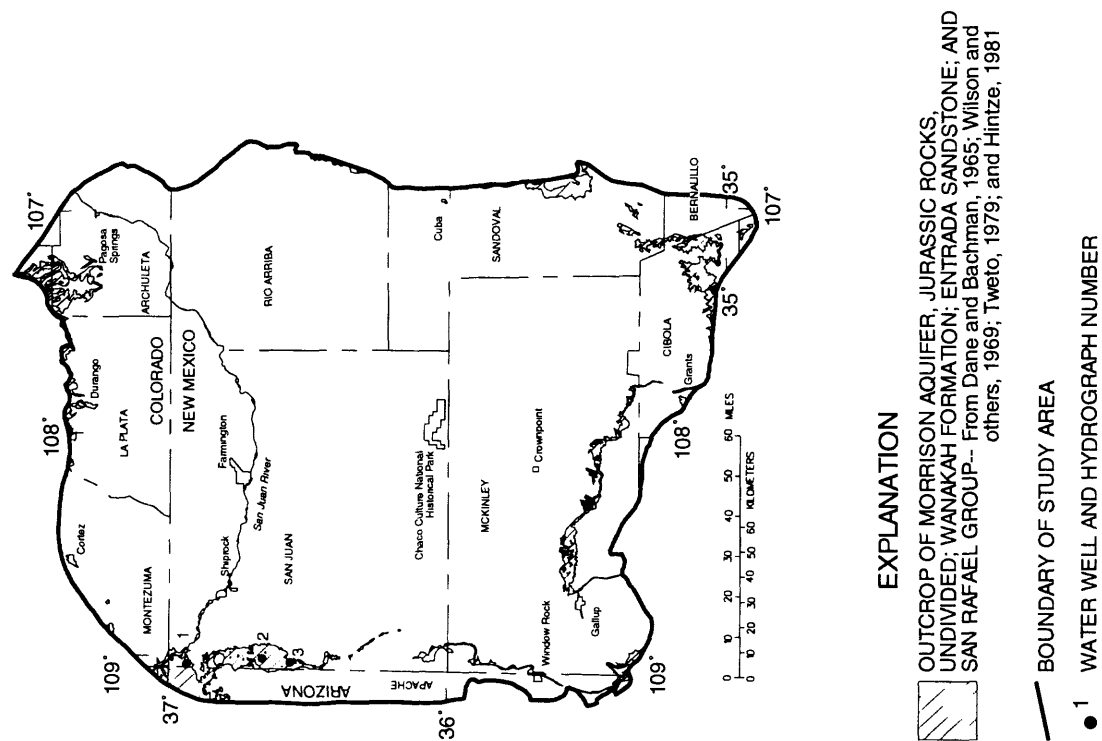 107°
108°
109°
37°
36°
Pagosa
Springs
ARCHULETA
Durango
LA PLATA
Cortez
MONTEZUMA
COLORADO
NEW MEXICO
RIO ARRIBA
Farmington
San Juan River
Shiprock
SAN JUAN
1
2
3
ARIZONA
APACHE
Cuba
SANDOVAL
Chaco Culture National
Historical Park
MCKINLEY
Crownpoint
Window Rock
Gallup
BERNALILLO
CIBOLA
Grants
35°
35°
107°
108°
109°
0 10 20 30 40 50 60 MILES
0 10 20 30 40 50 60 KILOMETERS
EXPLANATION
OUTCROP OF MORRISON AQUIFER, JURASSIC ROCKS,
UNDIVIDED; WANAKAH FORMATION; ENTRADA SANDSTONE; AND
SAN RAFAEL GROUP-- From Dane and Bachman, 1965; Wilson and
others, 1969; Tweto, 1979; and Hintze, 1981
BOUNDARY OF STUDY AREA
1 WATER WELL AND HYDROGRAPH NUMBER